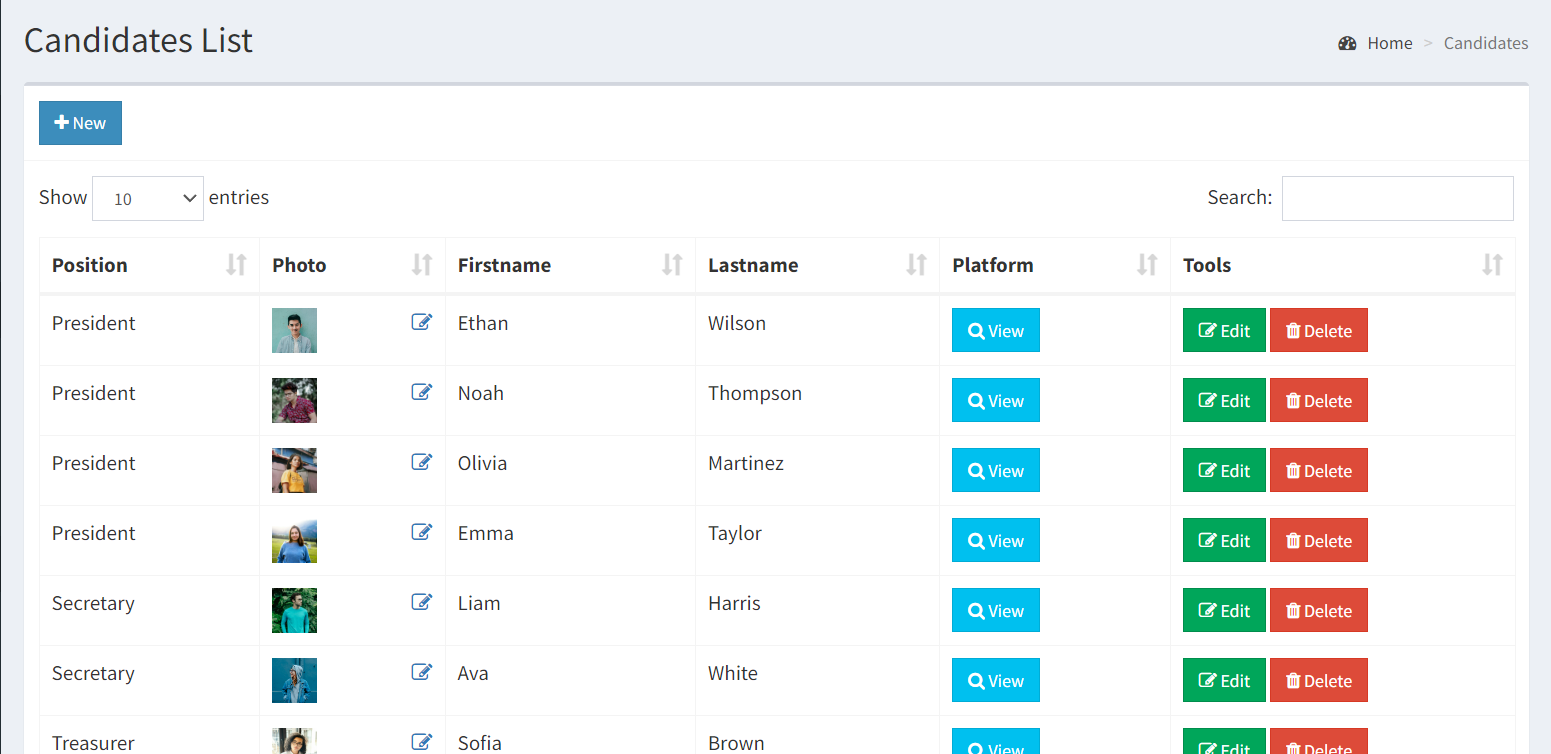 Candidates List
Home > Candidates
New
Show 10 entries
Search:
Position Photo Firstname Lastname Platform Tools
President Ethan Wilson View Edit Delete
President Noah Thompson View Edit Delete
President Olivia Martinez View Edit Delete
President Emma Taylor View Edit Delete
Secretary Liam Harris View Edit Delete
Secretary Ava White View Edit Delete
Treasurer Sofia Brown View Edit Delete